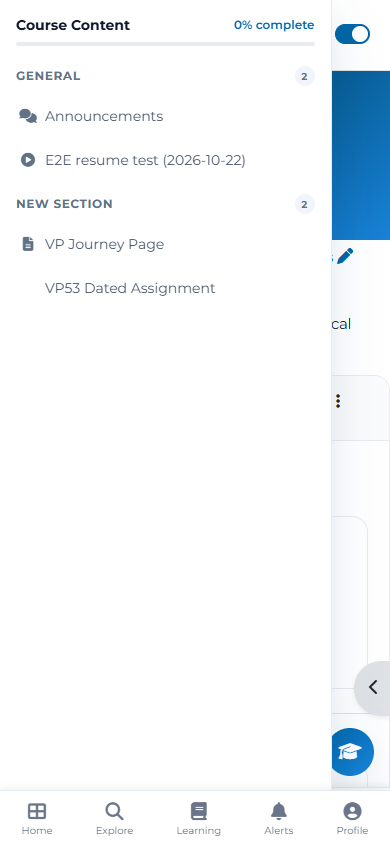 Course Content
0% complete
GENERAL
2
Announcements
E2E resume test (2026-10-22)
NEW SECTION
2
VP Journey Page
VP53 Dated Assignment
cal
Home
Explore
Learning
Alerts
Profile